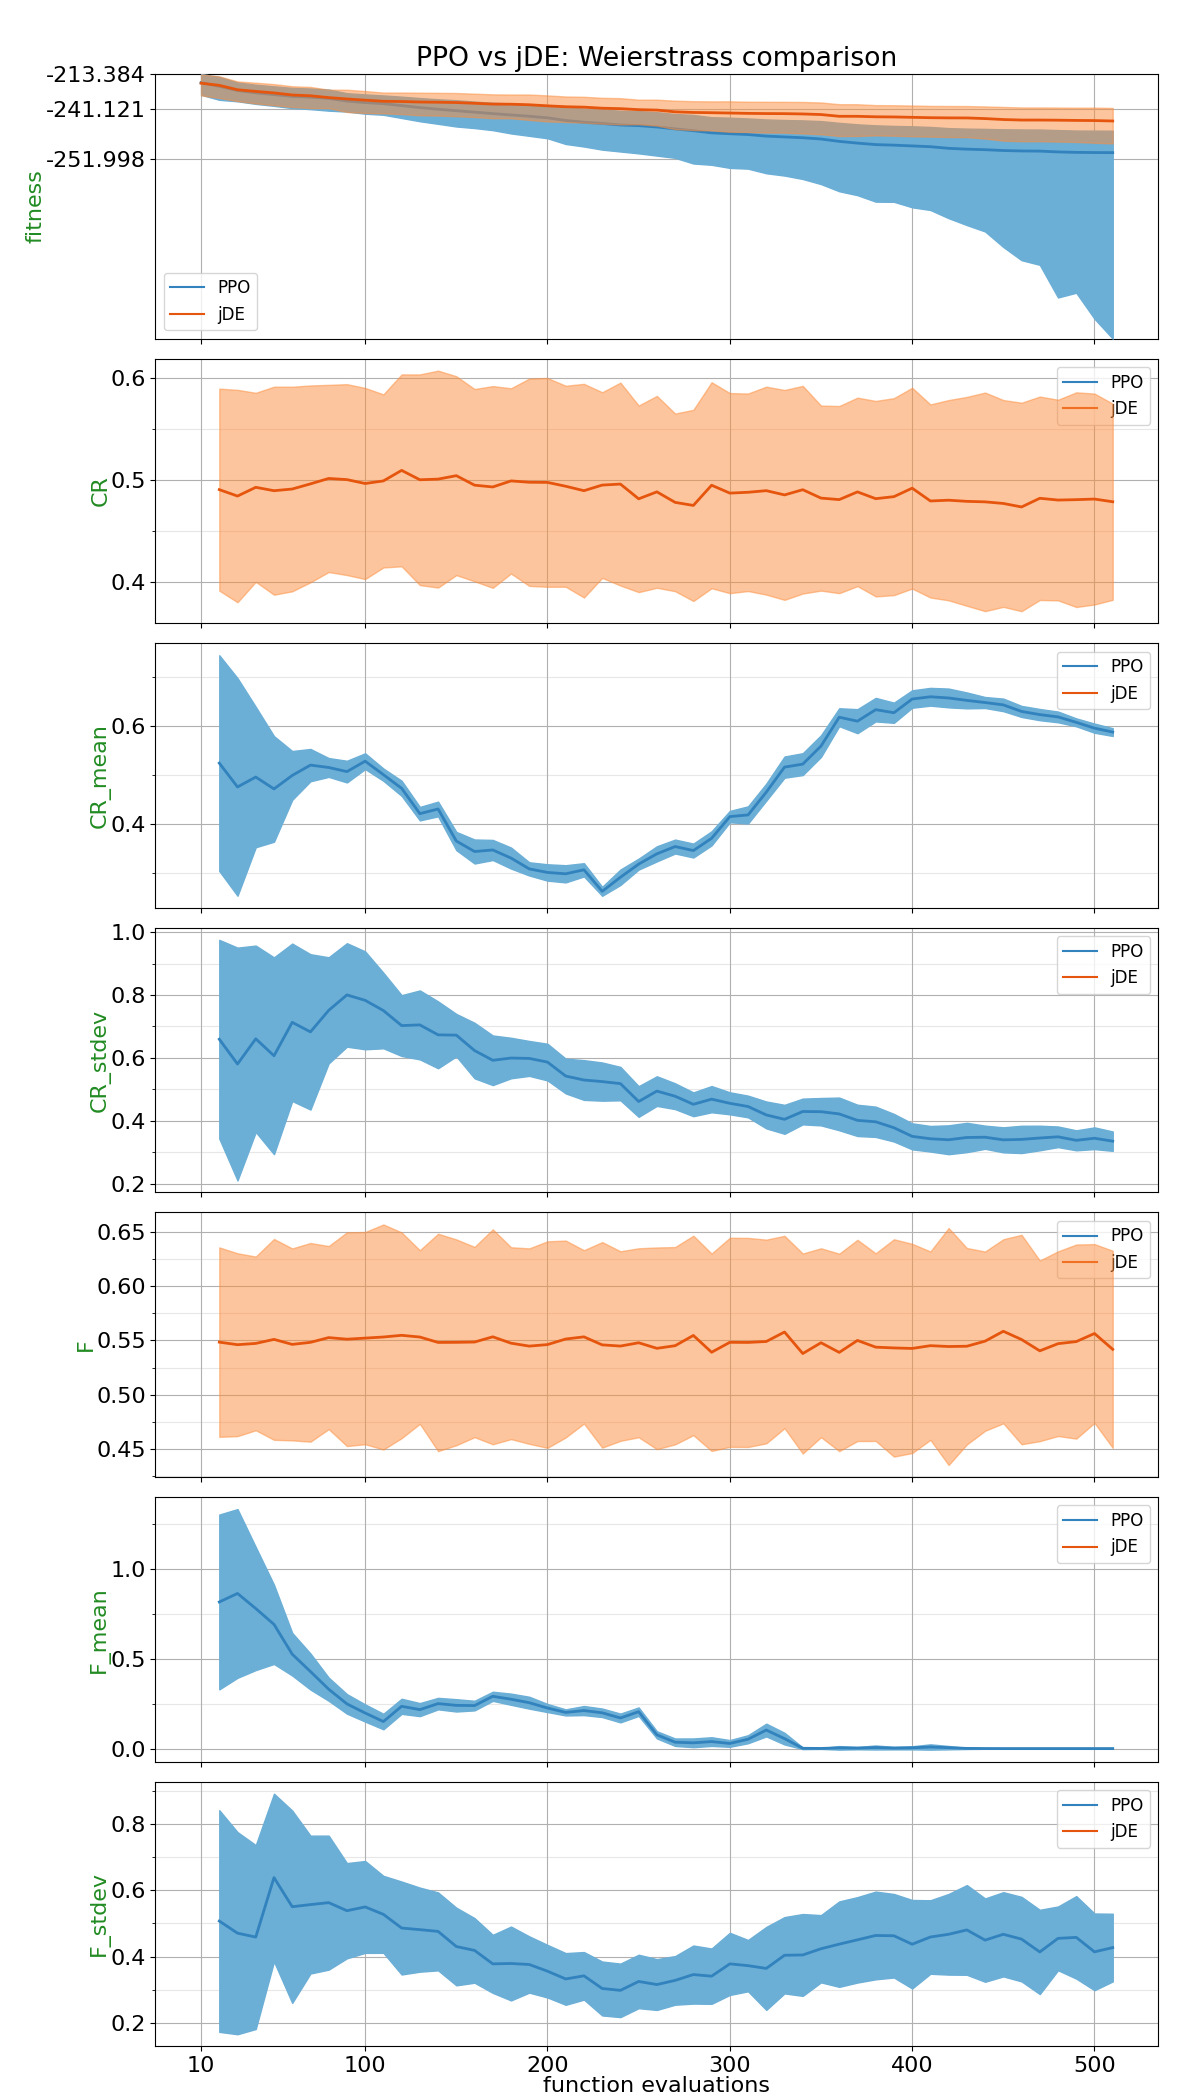 PPO vs jDE: Weierstrass comparison
-213.384
-241.121
-251.998
fitness
PPO
jDE
0.6
0.5
0.4
CR
PPO
jDE
0.6
0.4
CR_mean
PPO
jDE
1.0
0.8
0.6
0.4
0.2
CR_stdev
PPO
jDE
0.65
0.60
0.55
0.50
0.45
F
PPO
jDE
1.0
0.5
0.0
F_mean
PPO
jDE
0.8
0.6
0.4
0.2
F_stdev
PPO
jDE
10 100 200 300 400 500
function evaluations